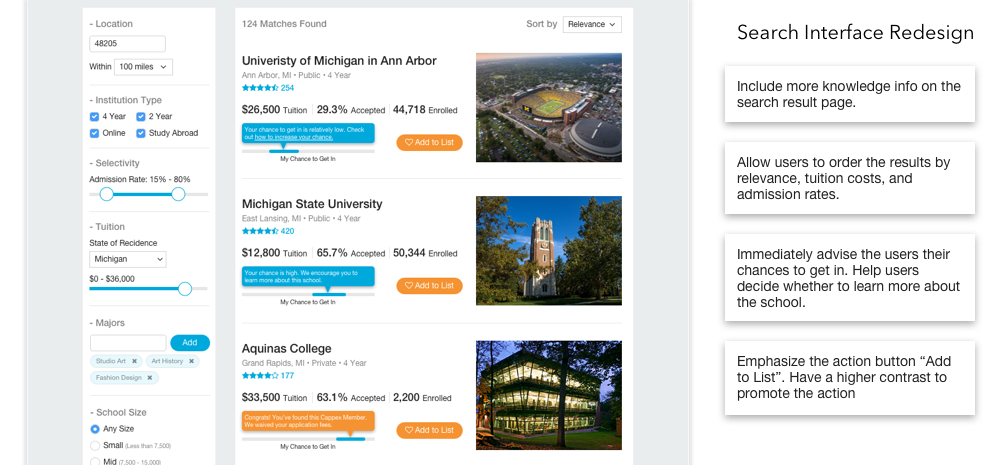 - Location
48205
Within 100 miles
- Institution Type
4 Year
2 Year
Online
Study Abroad
- Selectivity
Admission Rate: 15% - 80%
- Tuition
State of Recidence
Michigan
$0 - $36,000
- Majors
Add
Studio Art ✖
Art History ✖
Fashion Design ✖
- School Size
Any Size
Small (Less than 7,500)
Mid (7,500 - 15,000)
124 Matches Found
Sort by Relevance
Univeristy of Michigan in Ann Arbor
Ann Arbor, MI • Public • 4 Year
254
$26,500 Tuition | 29.3% Accepted | 44,718 Enrolled
Your chance to get in is relatively low. Check
out how to increase your chance.
My Chance to Get In
Add to List
Michigan State University
East Lansing, MI • Public • 4 Year
420
$12,800 Tuition | 65.7% Accepted | 50,344 Enrolled
Your chance is high. We encourage you to
learn more about this school.
My Chance to Get In
Add to List
Aquinas College
Grand Rapids, MI • Private • 4 Year
177
$33,500 Tuition | 63.1% Accepted | 2,200 Enrolled
Congrats! You've found this Cappex Member.
We waived your application fees.
My Chance to Get In
Add to List
Search Interface Redesign
Include more knowledge info on the
search result page.
Allow users to order the results by
relevance, tuition costs, and
admission rates.
Immediately advise the users their
chances to get in. Help users
decide whether to learn more about
the school.
Emphasize the action button “Add
to List”. Have a higher contrast to
promote the action